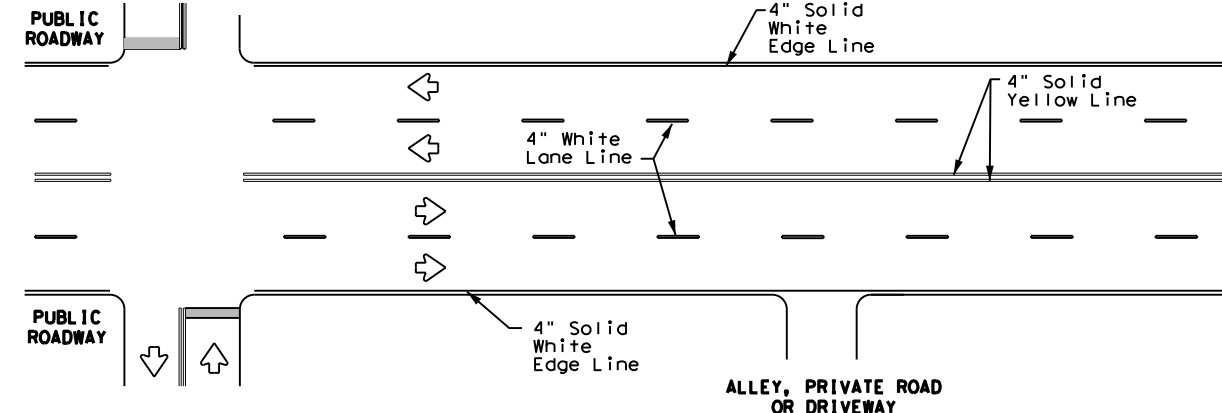 PUBLIC
ROADWAY
4" Solid
White
Edge Line
4" Solid
Yellow Line
4" White
Lane Line
PUBLIC
ROADWAY
4" Solid
White
Edge Line
ALLEY, PRIVATE ROAD
OR DRIVEWAY